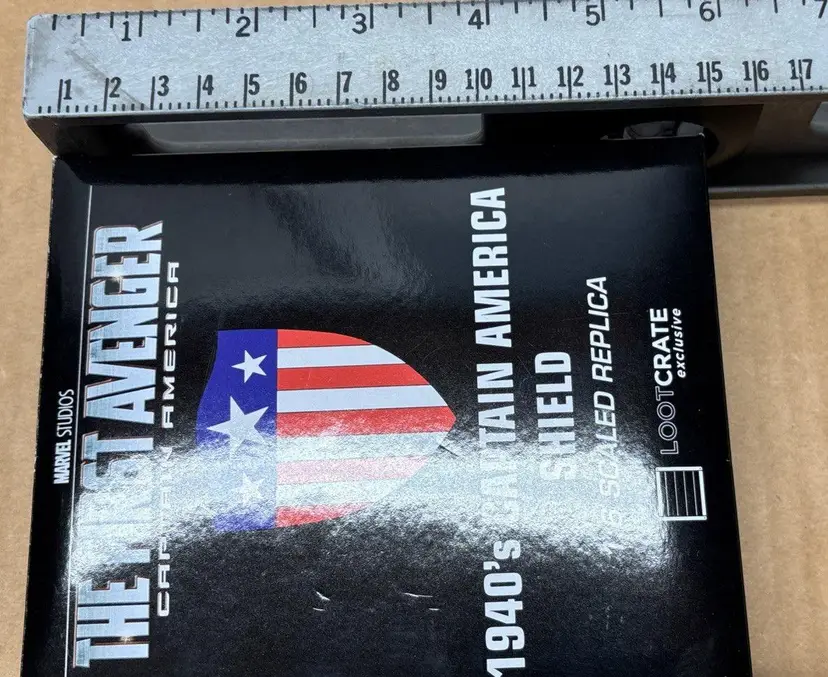 1 2 3 4 5 6 7
1 2 3 4 5 6 7 8 9 10 11 12 13 14 15 16 17
MARVEL STUDIOS
THE FIRST AVENGER
CAPTAIN AMERICA
1940's CAPTAIN AMERICA
SHIELD
SCALED REPLICA
LOOTCRATE
exclusive